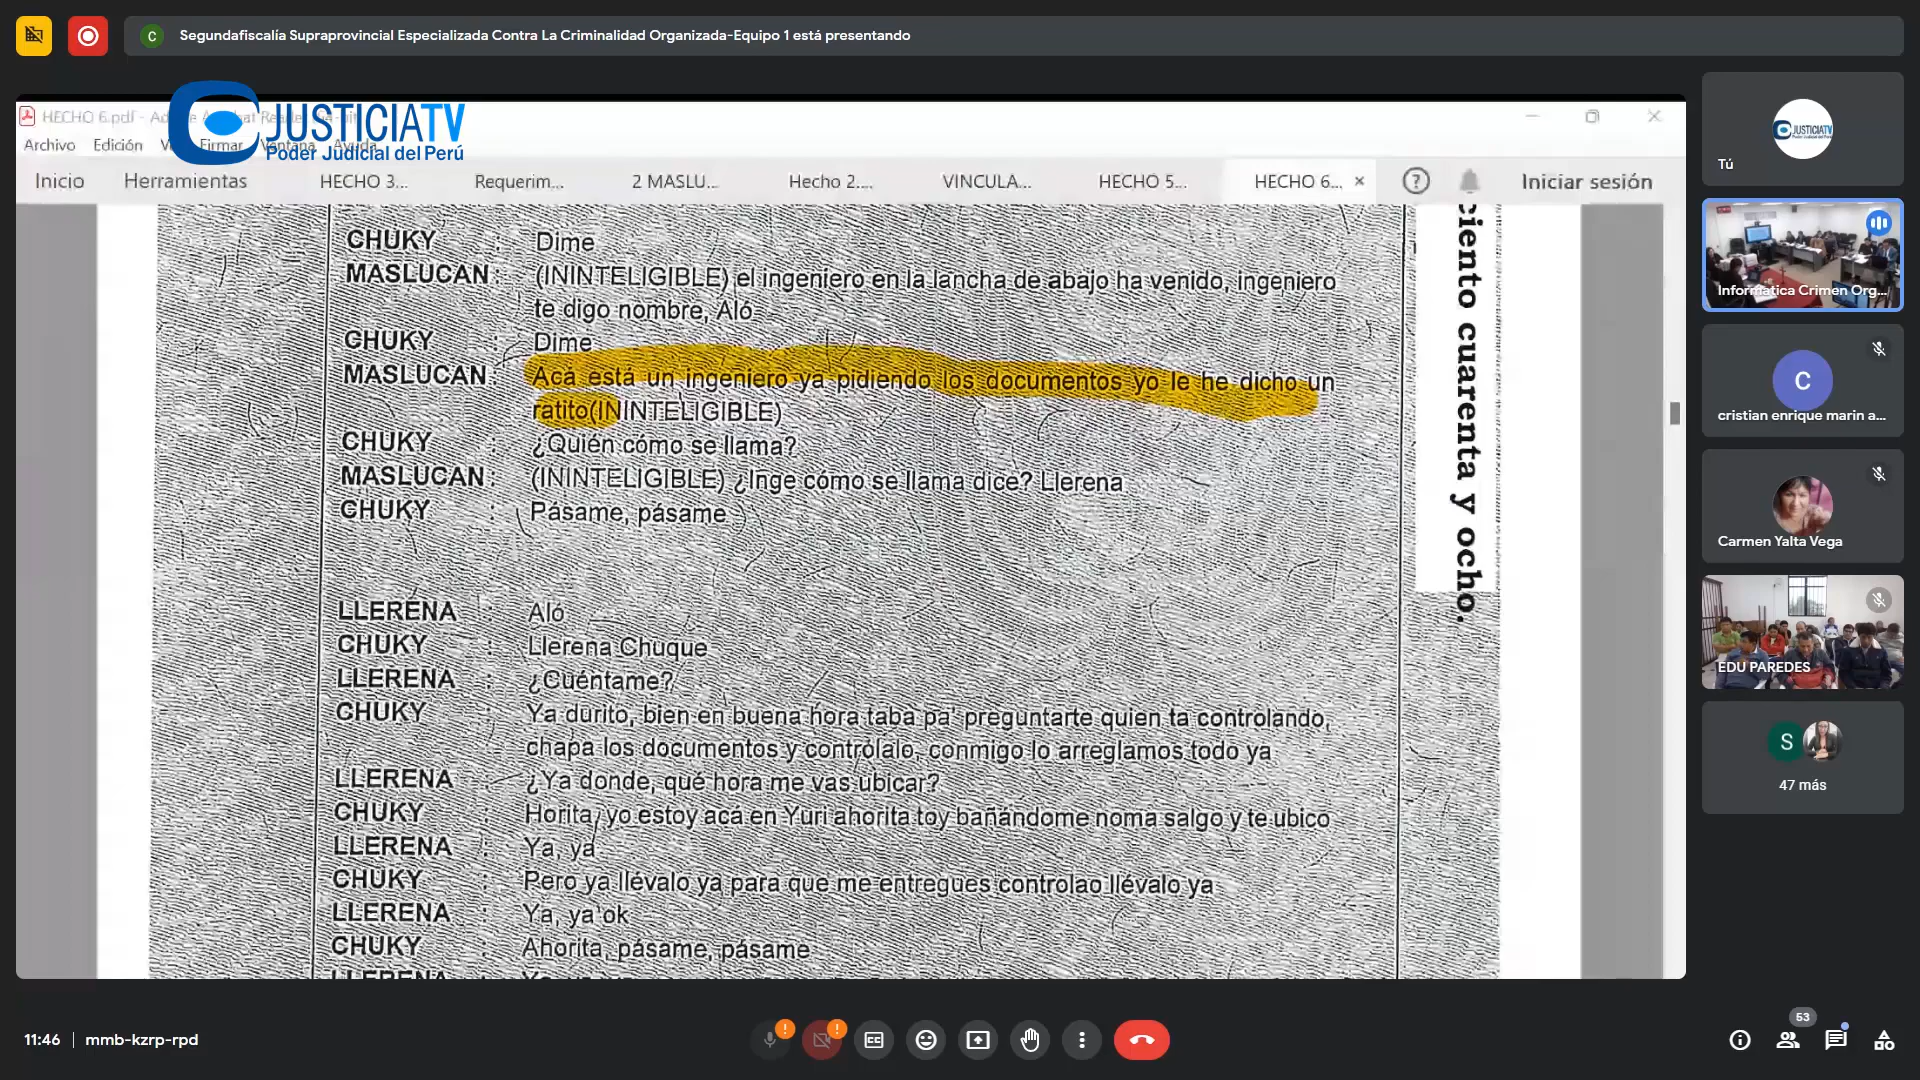 Segundafiscalía Supraprovincial Especializada Contra La Criminalidad Organizada-Equipo 1 está presentando
HECHO 6.pdf
JUSTICIATV
Poder Judicial del Perú
Archivo Edición Firmar Ventana Ayuda
Inicio Herramientas HECHO 3... Requerim... 2 MASLU... Hecho 2.... VINCULA... HECHO 5... HECHO 6... Iniciar sesión
CHUKY : Dime
MASLUCAN : (ININTELIGIBLE) el ingeniero en la lancha de abajo ha venido, ingeniero
te digo nombre, Aló
CHUKY : Dime
MASLUCAN : Acá está un ingeniero ya pidiendo los documentos yo le he dicho un
ratito(ININTELIGIBLE)
CHUKY : ¿Quién cómo se llama?
MASLUCAN : (ININTELIGIBLE) ¿Inge cómo se llama dice? Llerena
CHUKY : Pásame, pásame
LLERENA : Aló
CHUKY : Llerena Chuque
LLERENA : ¿Cuéntame?
CHUKY : Ya durito, bien en buena hora taba pa' preguntarte quien ta controlando,
chapa los documentos y contrólalo, conmigo lo arreglamos todo ya
LLERENA : ¿Ya donde, qué hora me vas ubicar?
CHUKY : Horita, yo estoy acá en Yuri ahorita toy bañándome noma salgo y te ubico
LLERENA : Ya, ya
CHUKY : Pero ya llévalo ya para que me entregues controlao llévalo ya
LLERENA : Ya, ya ok
CHUKY : Ahorita, pásame, pásame
LLERENA
ciento cuarenta y ocho.
JUSTICIATV
Tú
Informatica Crimen Org...
C
cristian enrique marin a...
Carmen Yalta Vega
EDU PAREDES
S
47 más
11:46 | mmb-kzrp-rpd
53